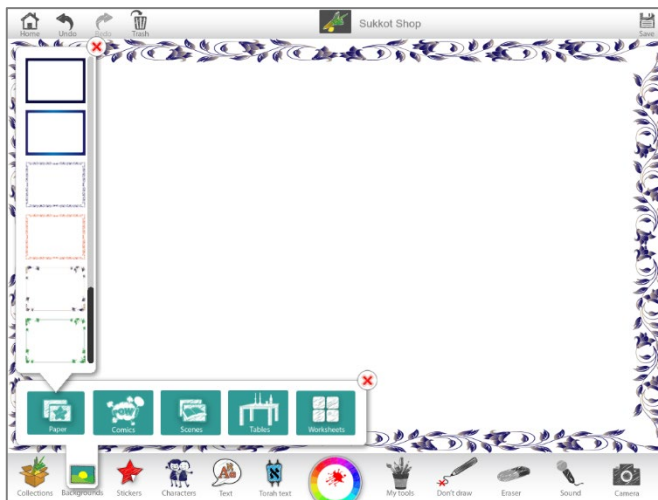 Home Undo Redo Trash Sukkot Shop Save
Paper Comics Scenes Tables Worksheets
Collections Backgrounds Stickers Characters Text Torah text My tools Don't draw Eraser Sound Camera